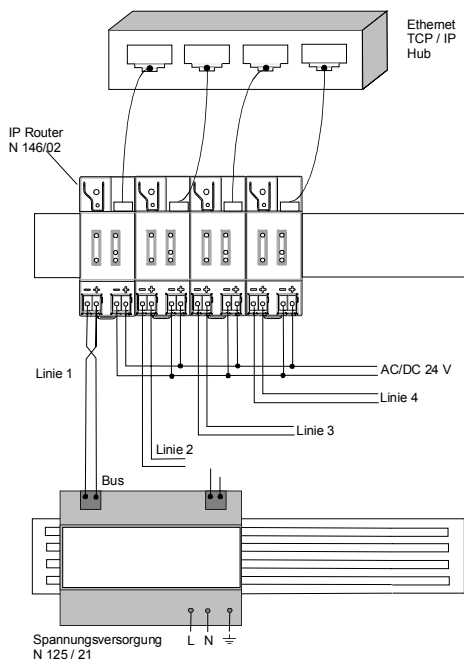 Ethernet
TCP / IP
Hub
IP Router
N 146/02
- + - + - + - + - + - + - + - +
AC/DC 24 V
Linie 1
Linie 4
Linie 3
Linie 2
Bus
L N
Spannungsversorgung
N 125 / 21